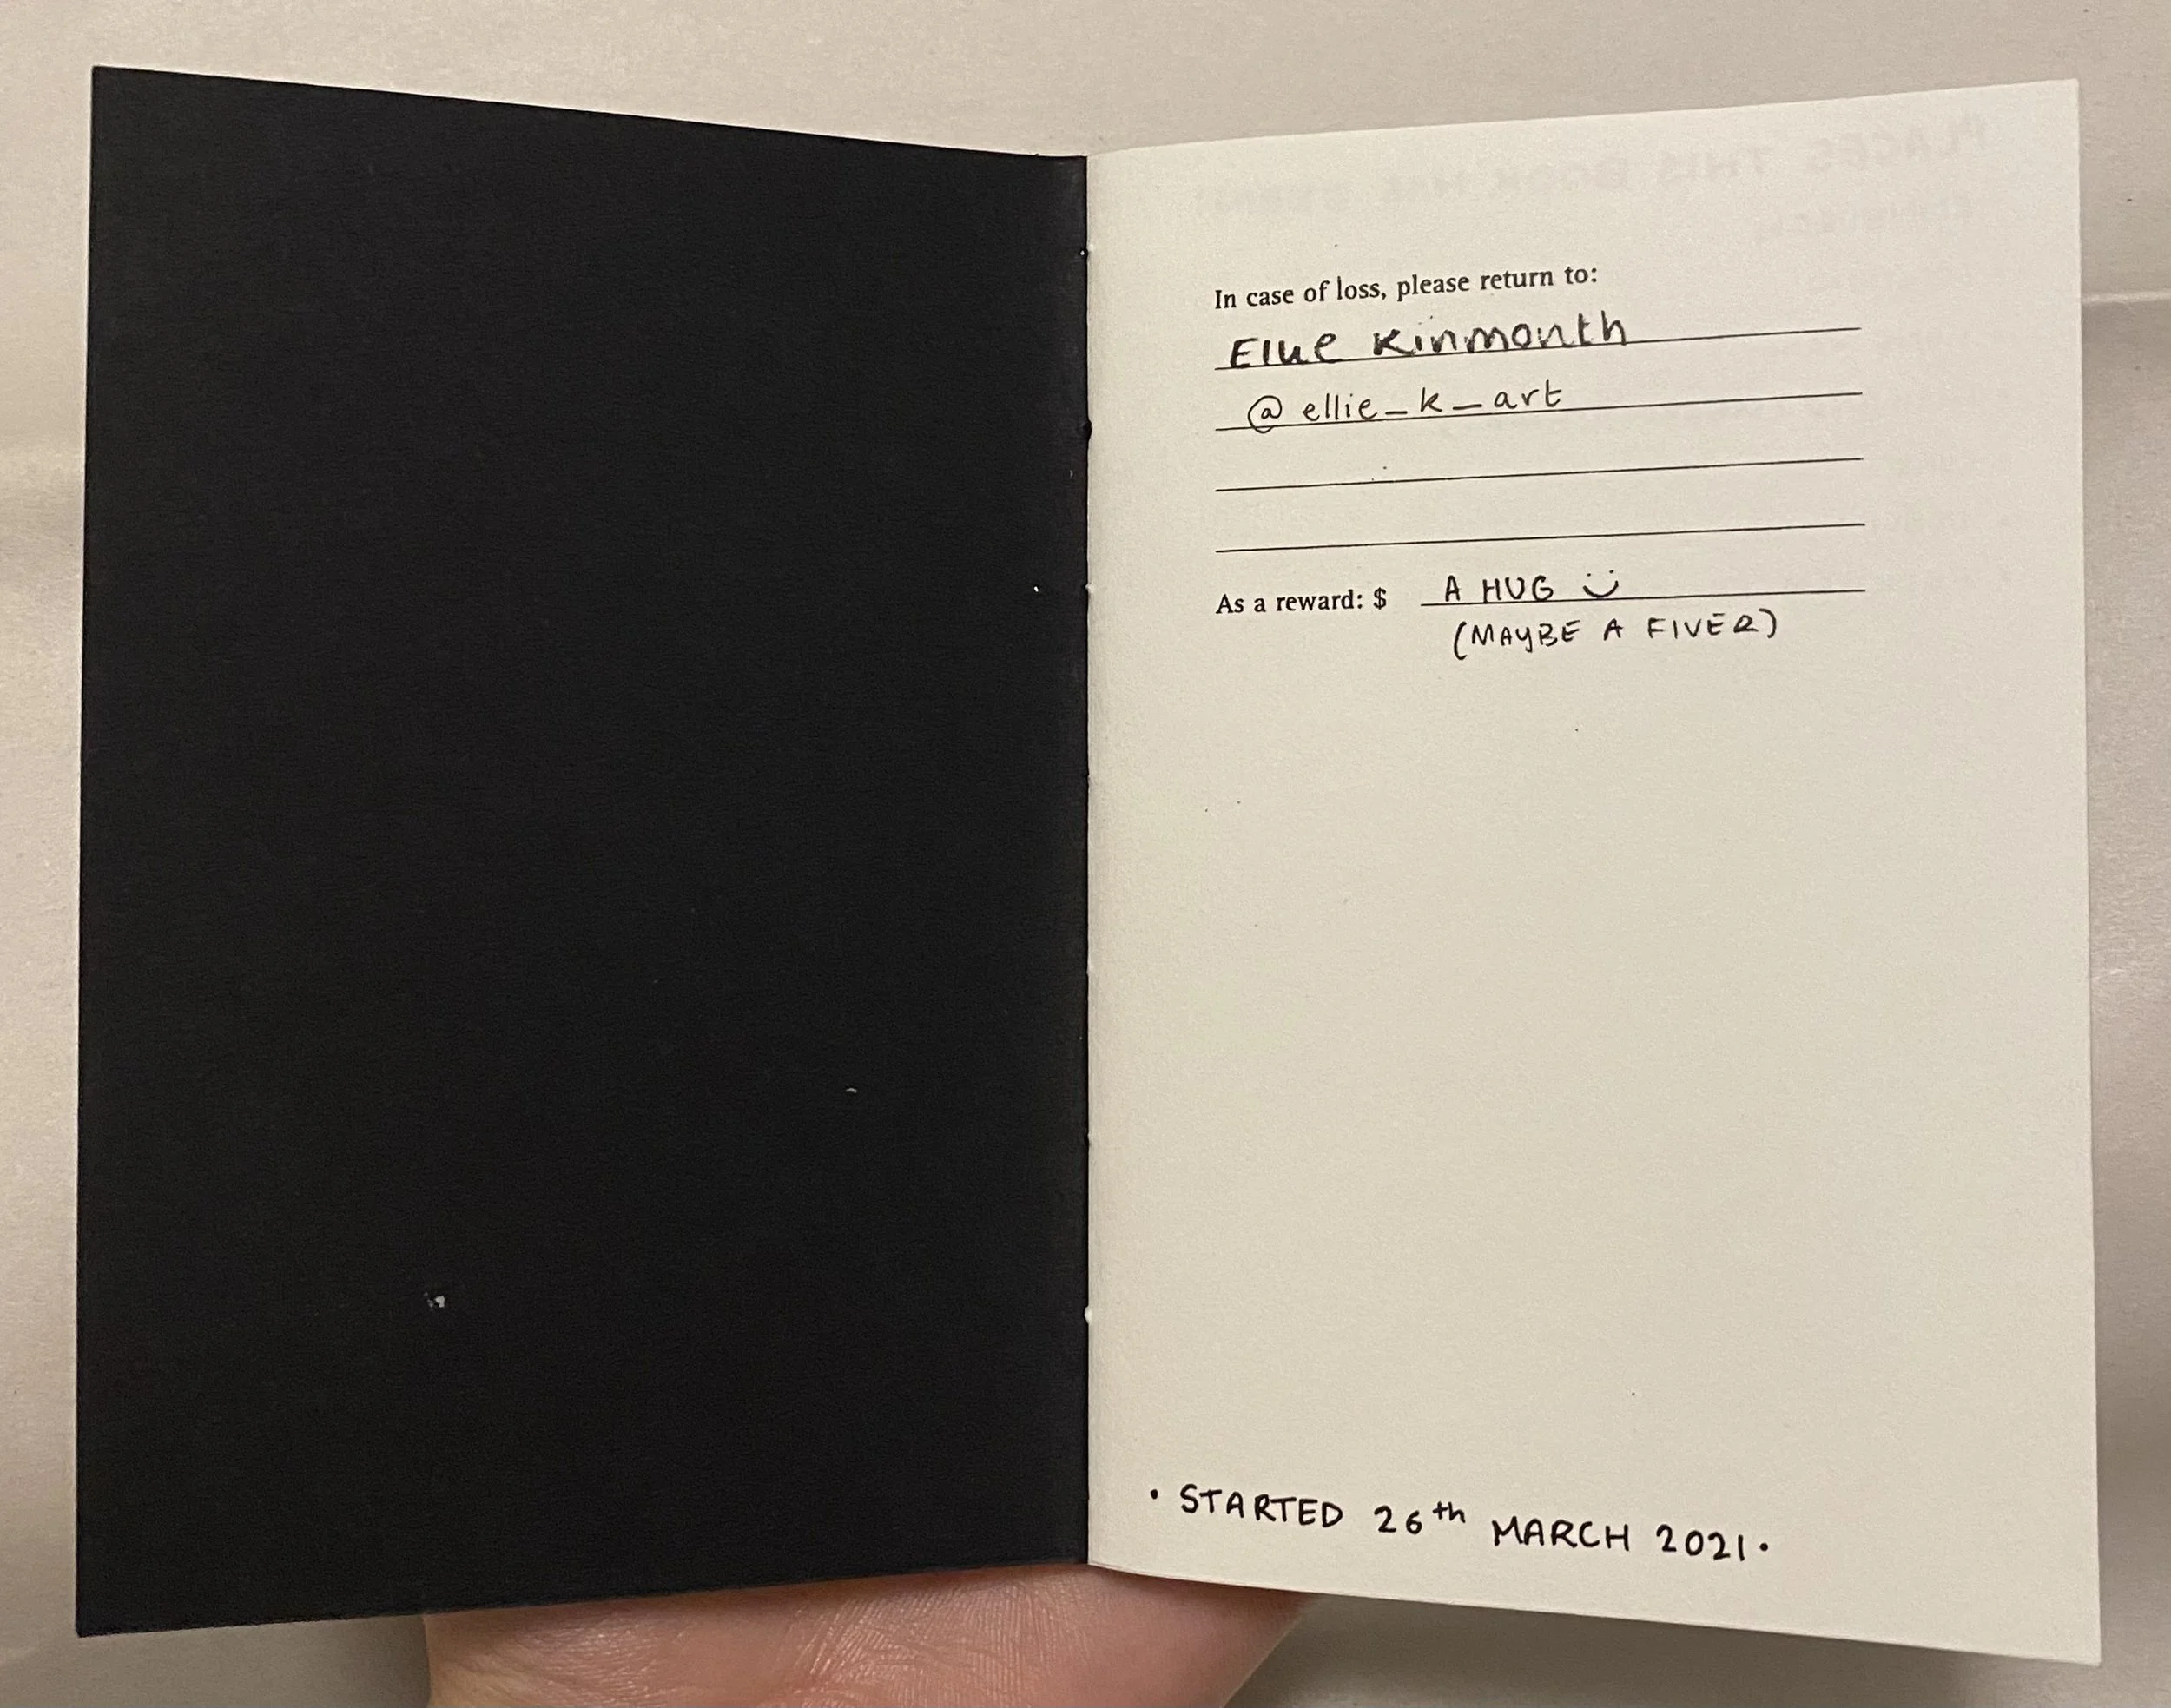 In case of loss, please return to:
Ellie Kinmonth
@ellie_k_art
As a reward: $ A HUG
(MAYBE A FIVER)
• STARTED 26th MARCH 2021 •